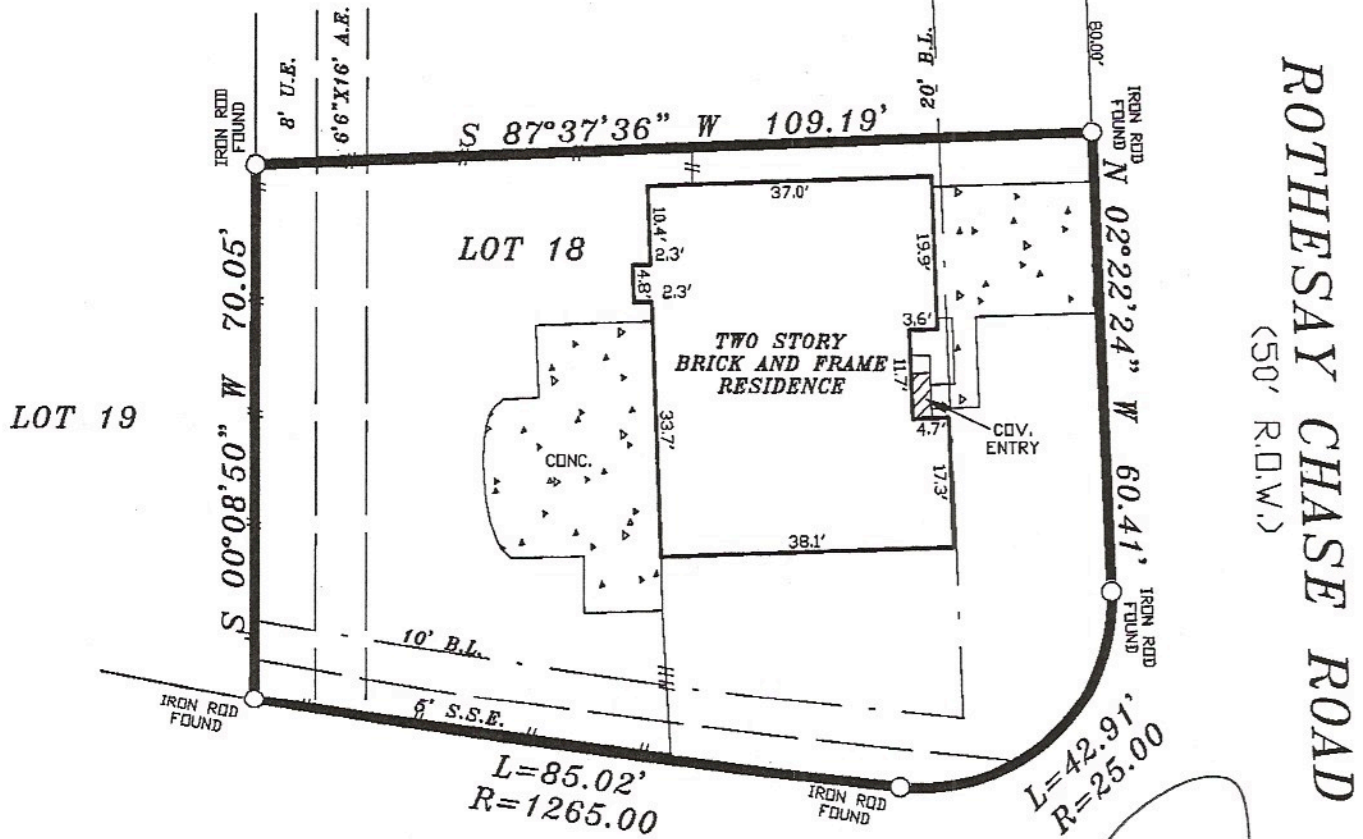 8' U.E.
6'6"X16' A.E.
20' B.L.
80.00'
IRON ROD
FOUND
S 87°37'36" W 109.19'
IRON ROD
FOUND
N 02°22'24" W 60.41'
ROTHESAY CHASE ROAD
(50' R.O.W.)
37.0'
10.4'
2.3'
4.8'
2.3'
19.9'
3.6'
11.7'
4.7'
17.3'
33.7'
38.1'
LOT 18
TWO STORY
BRICK AND FRAME
RESIDENCE
COV.
ENTRY
CONC.
LOT 19
S 00°08'50" W 70.05'
10' B.L.
5' S.S.E.
IRON ROD
FOUND
IRON ROD
FOUND
IRON ROD
FOUND
L=85.02'
R=1265.00
L=42.91'
R=25.00